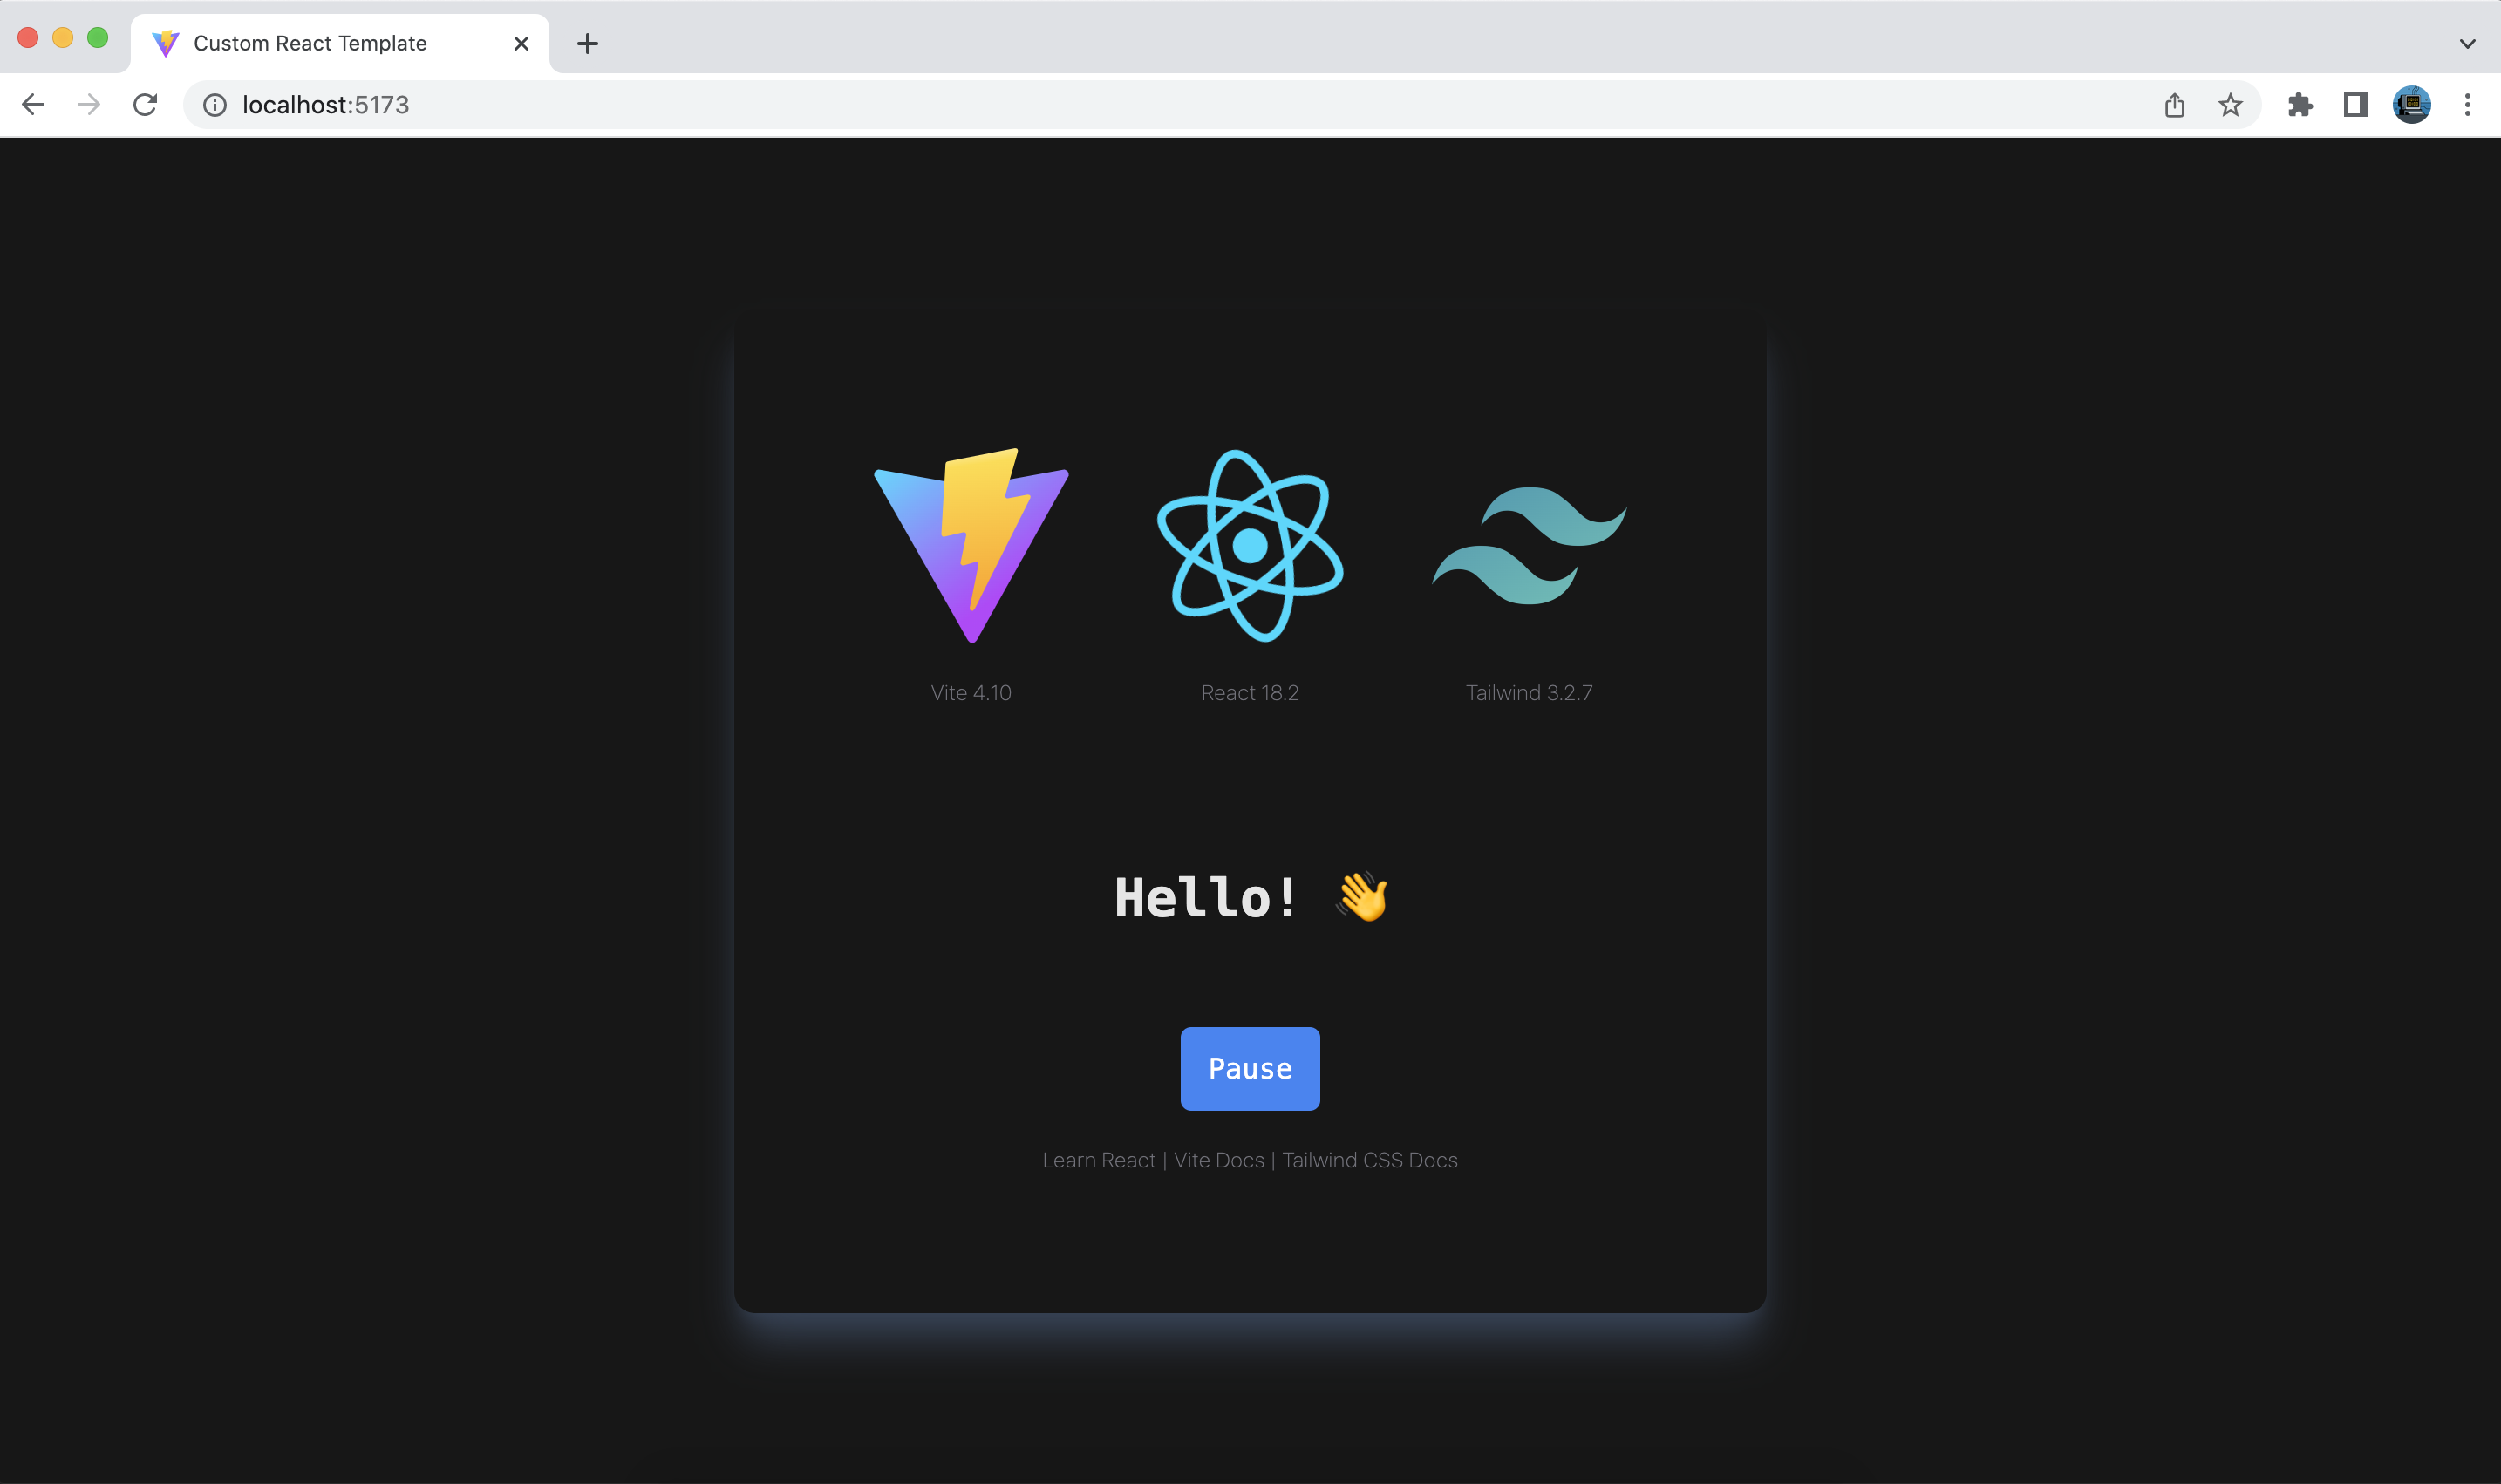 Custom React Template
localhost:5173
Vite 4.10
React 18.2
Tailwind 3.2.7
Hello! 👋
Pause
Learn React | Vite Docs | Tailwind CSS Docs